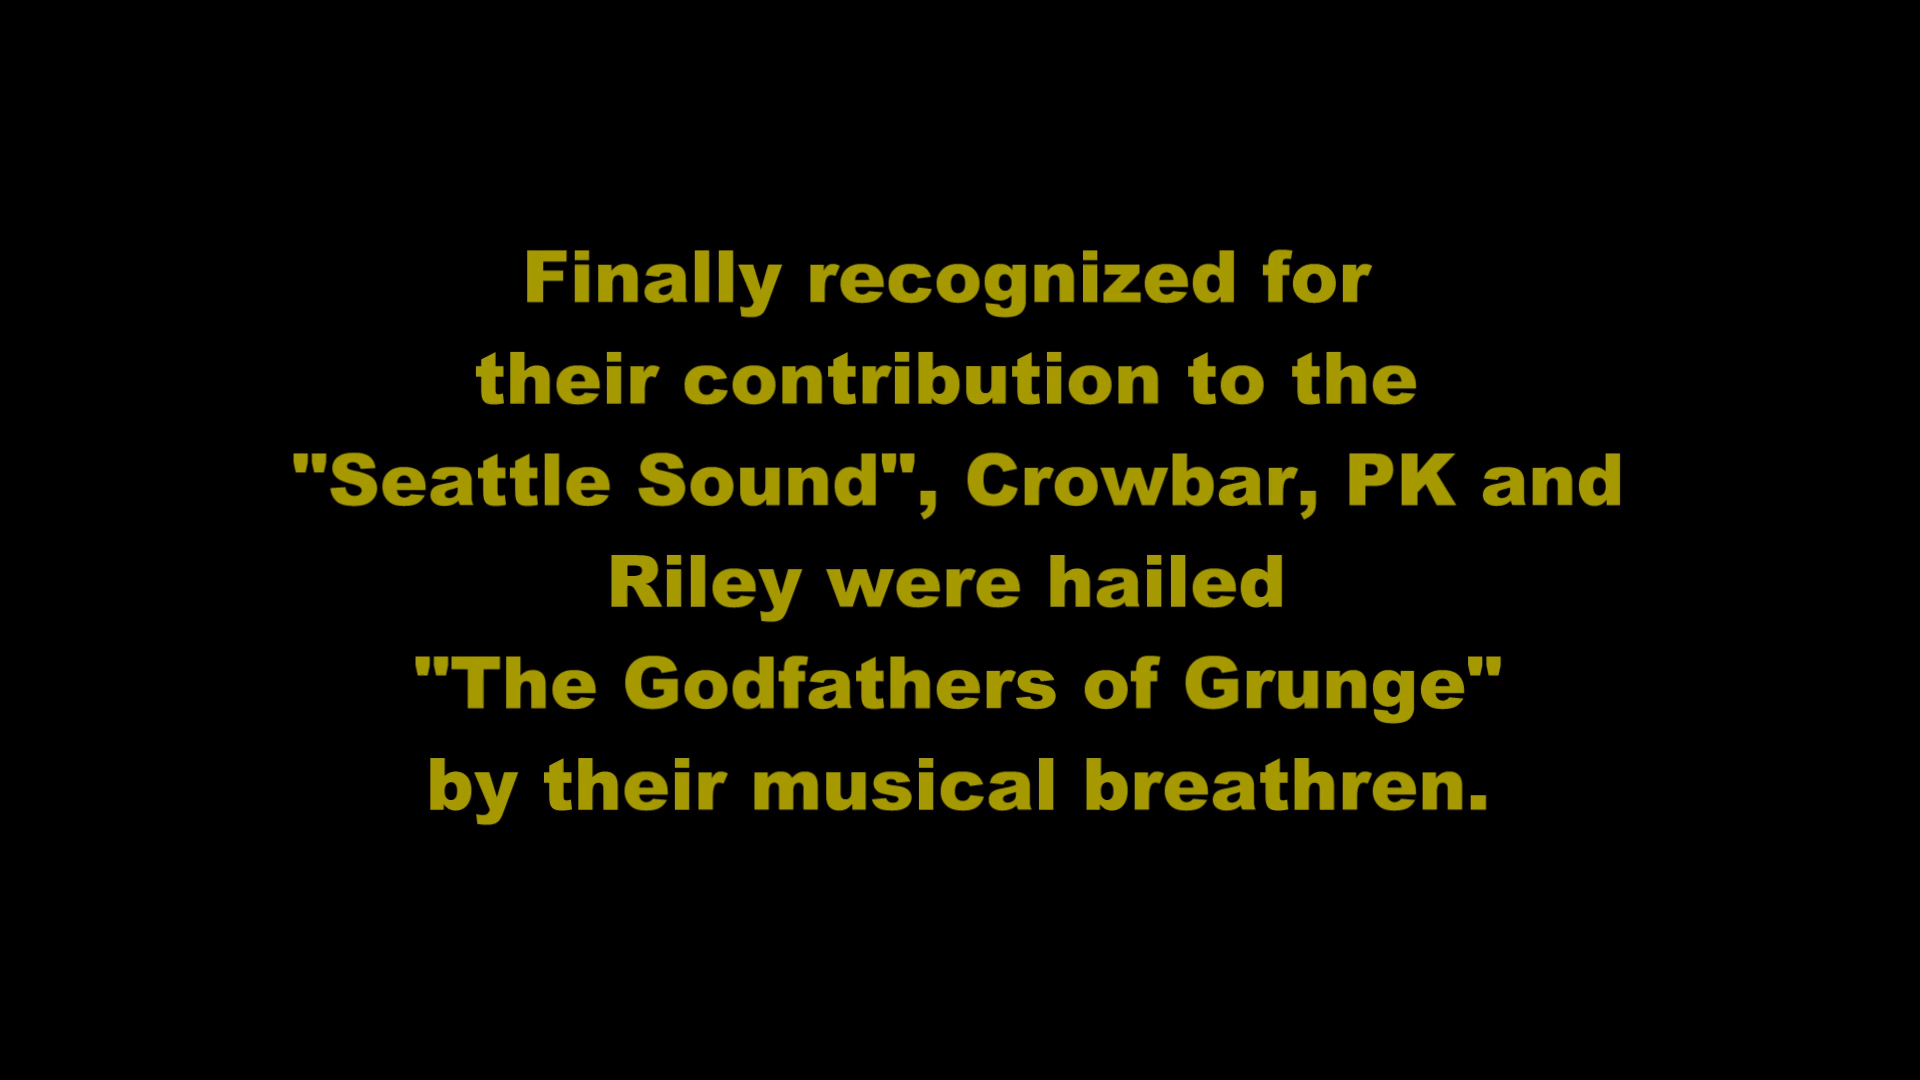 Finally recognized for
their contribution to the
"Seattle Sound", Crowbar, PK and
Riley were hailed
"The Godfathers of Grunge"
by their musical breathren.